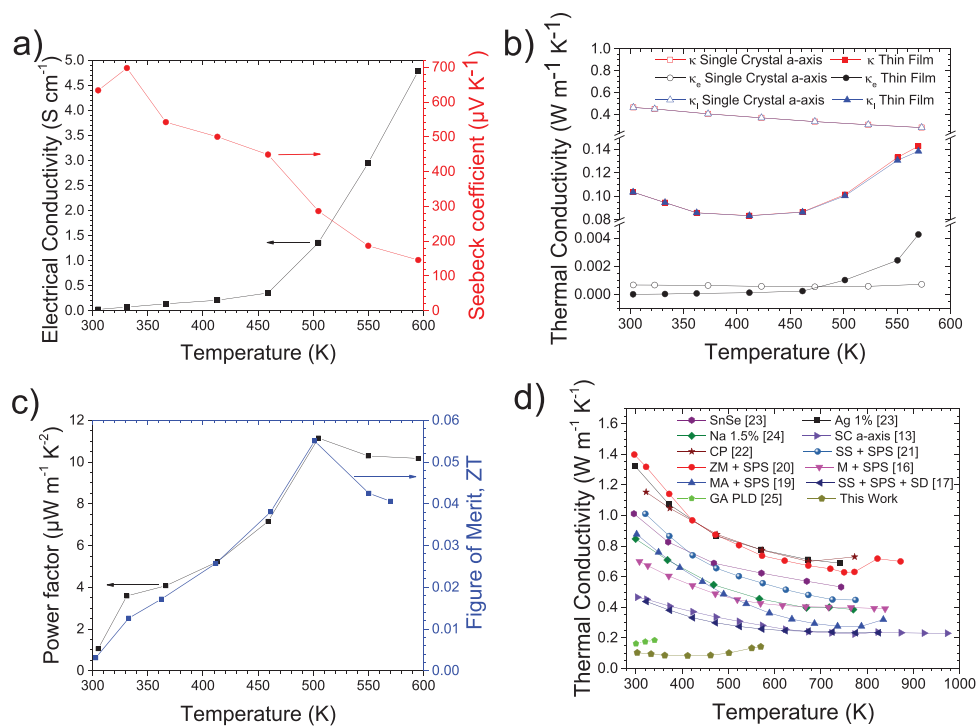 a)
5.0
4.5
4.0
3.5
3.0
2.5
2.0
1.5
1.0
0.5
0.0
Electrical Conductivity (S cm⁻¹)
700
600
500
400
300
200
100
0
Seebeck coefficient (µV K⁻¹)
300 350 400 450 500 550 600
Temperature (K)
b)
1.0
0.8
0.6
0.4
0.14
0.12
0.10
0.08
0.004
0.002
0.000
Thermal Conductivity (W m⁻¹ K⁻¹)
κ Single Crystal a-axis κ Thin Film
κₑ Single Crystal a-axis κₑ Thin Film
κₗ Single Crystal a-axis κₗ Thin Film
300 350 400 450 500 550 600
Temperature (K)
c)
12
10
8
6
4
2
0
Power factor (µW m⁻¹ K⁻²)
0.06
0.05
0.04
0.03
0.02
0.01
0.00
Figure of Merit, ZT
300 350 400 450 500 550 600
Temperature (K)
d)
1.6
1.4
1.2
1.0
0.8
0.6
0.4
0.2
0.0
Thermal Conductivity (W m⁻¹ K⁻¹)
SnSe [23] Ag 1% [23]
Na 1.5% [24] SC a-axis [13]
CP [22] SS + SPS [21]
ZM + SPS [20] M + SPS [16]
MA + SPS [19] SS + SPS + SD [17]
GA PLD [25] This Work
300 400 500 600 700 800 900 1000
Temperature (K)